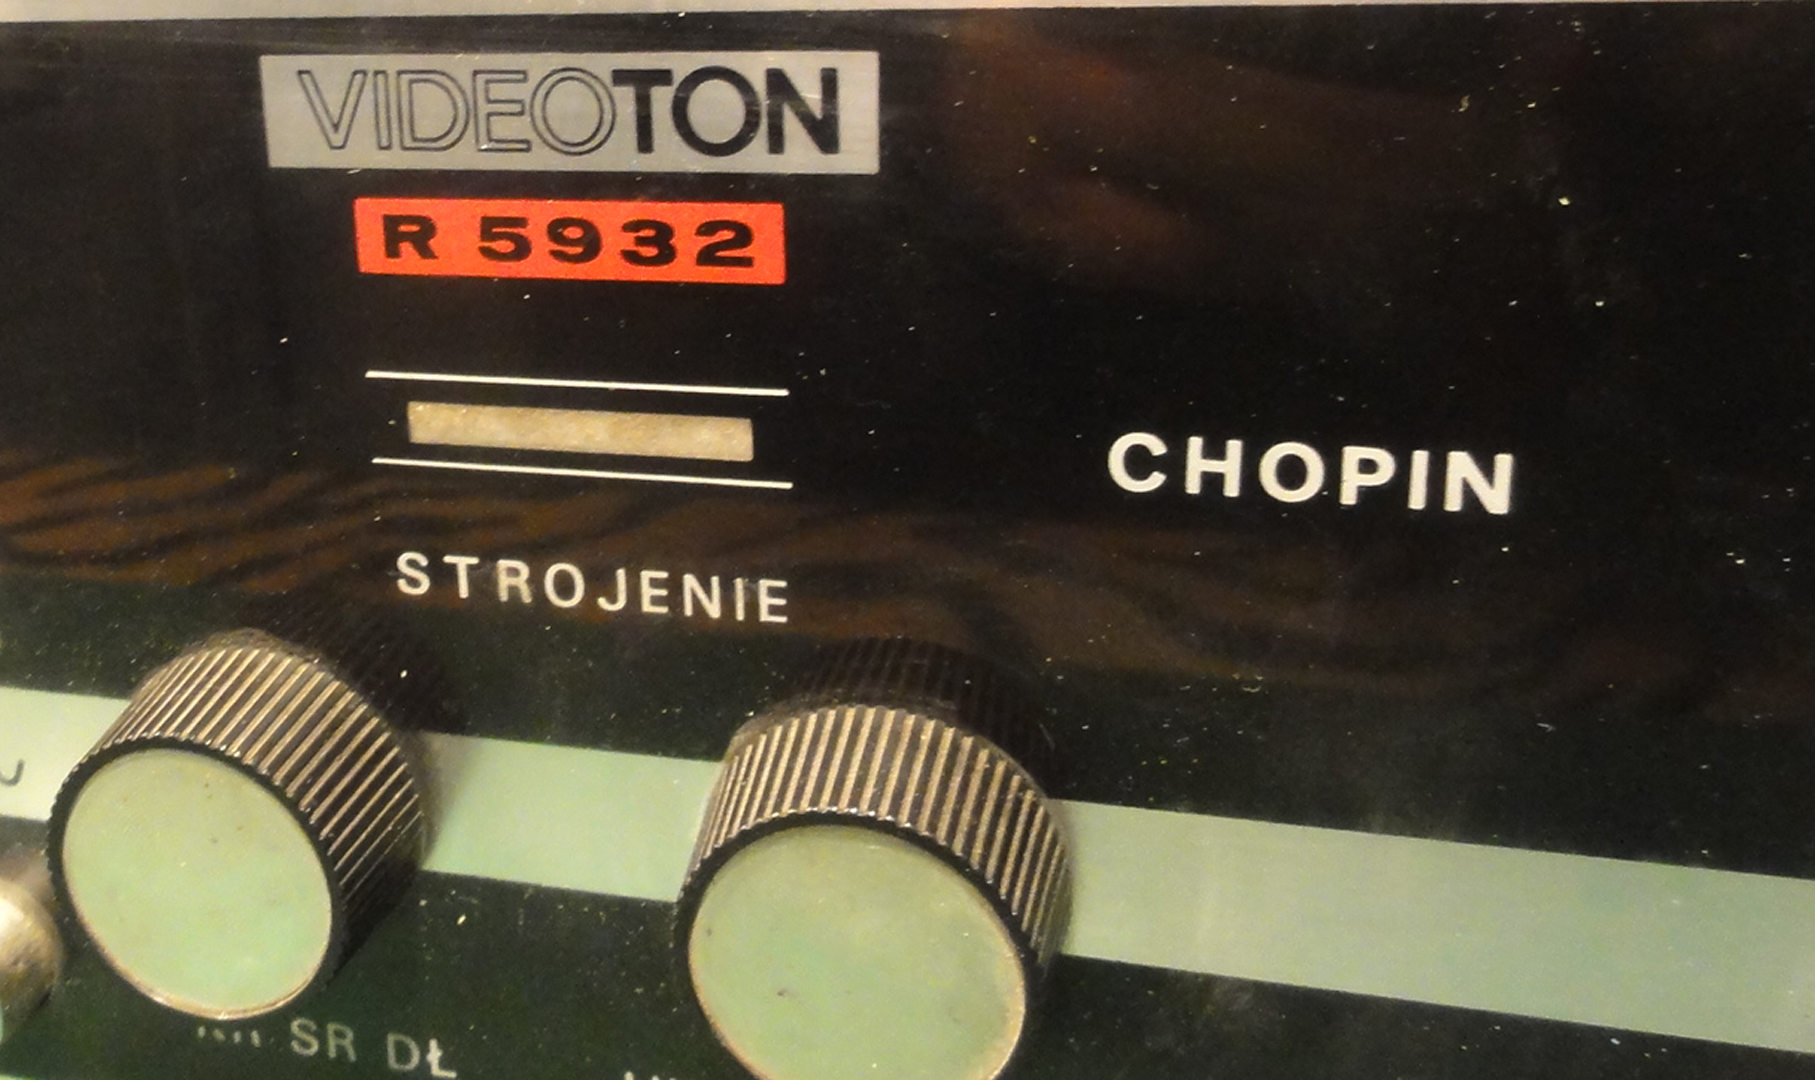 VIDEOTON
R 5932
CHOPIN
STROJENIE
SR DŁ